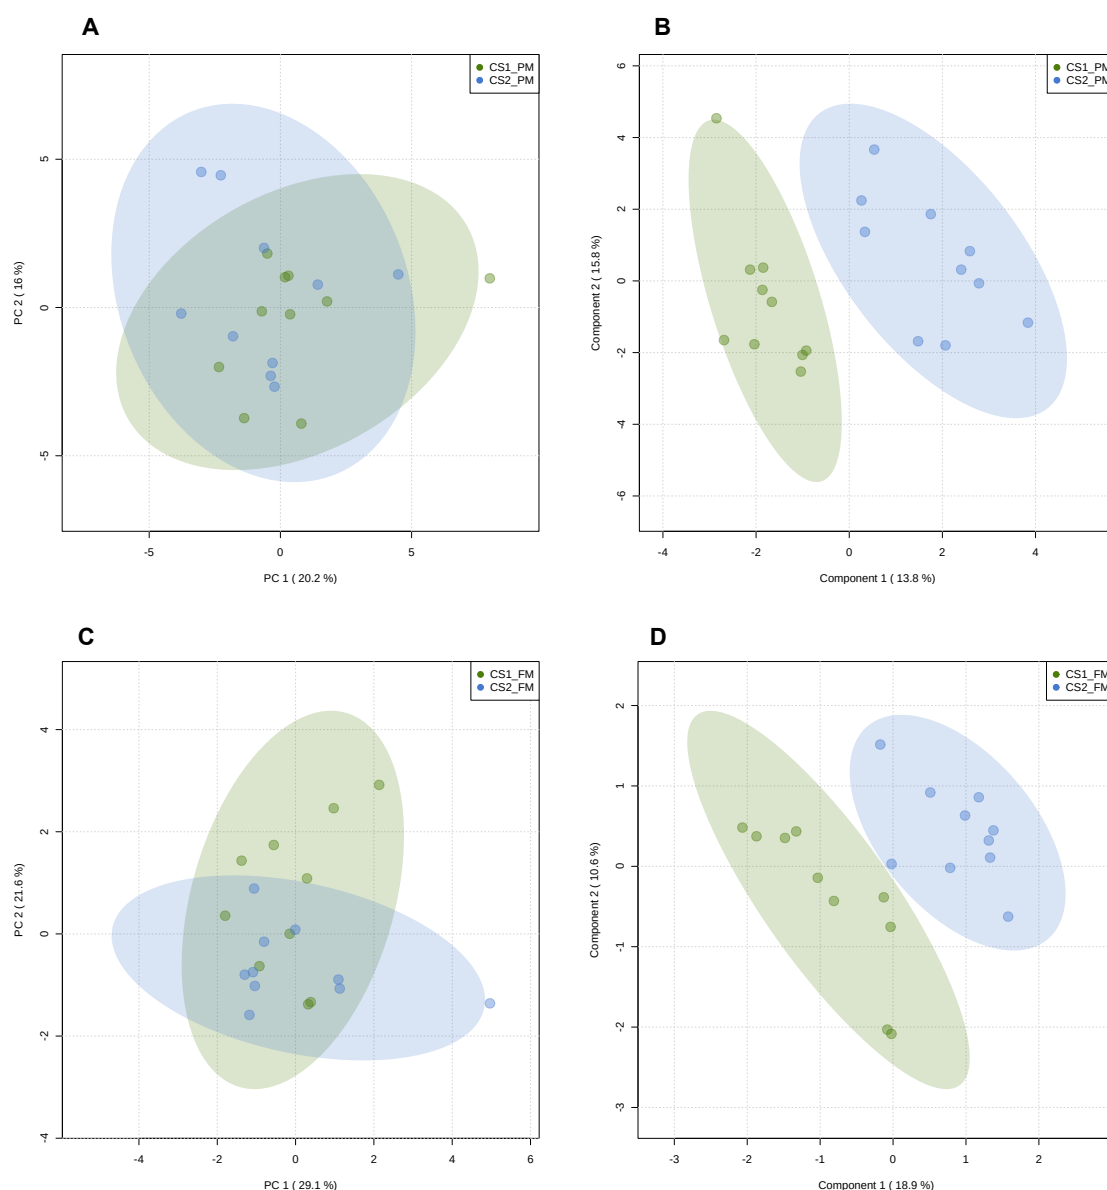 A
CS1_PM
CS2_PM
5
0
-5
PC 2 ( 16 %)
-5
0
5
PC 1 ( 20.2 %)
B
CS1_PM
CS2_PM
6
4
2
0
-2
-4
-6
Component 2 ( 15.8 %)
-4
-2
0
2
4
Component 1 ( 13.8 %)
C
CS1_FM
CS2_FM
4
2
0
-2
-4
PC 2 ( 21.6 %)
-4
-2
0
2
4
6
PC 1 ( 29.1 %)
D
CS1_FM
CS2_FM
2
1
0
-1
-2
-3
Component 2 ( 10.6 %)
-3
-2
-1
0
1
2
Component 1 ( 18.9 %)